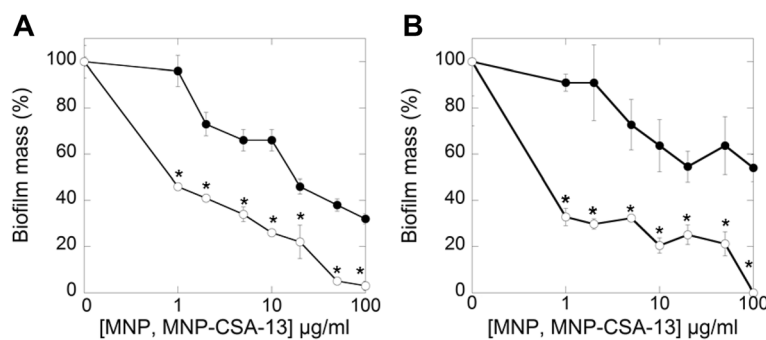 A
B
Biofilm mass (%)
100
80
60
40
20
0
* * * * * * *
0 1 10 100
[MNP, MNP-CSA-13] µg/ml
Biofilm mass (%)
100
80
60
40
20
0
* * * * * * *
0 1 10 100
[MNP, MNP-CSA-13] µg/ml